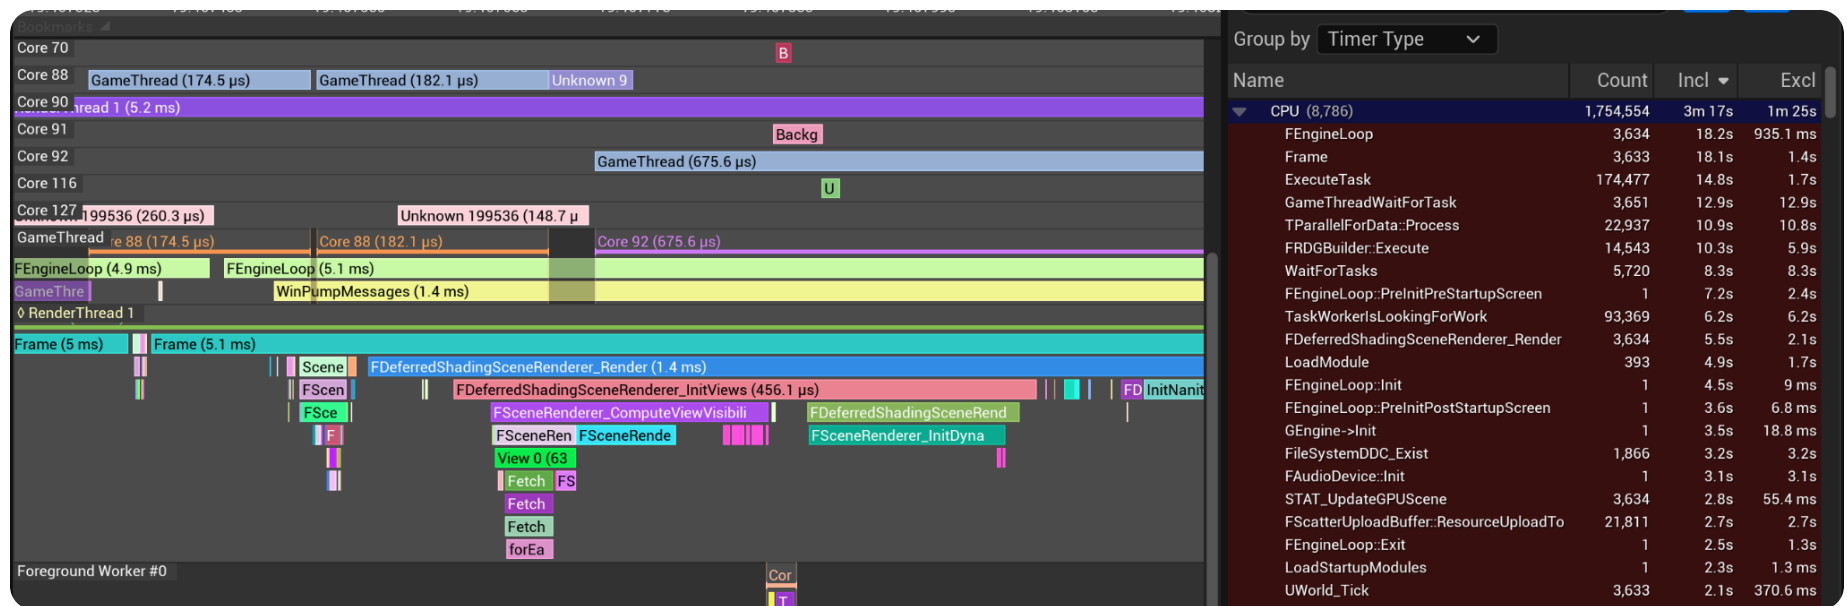 Bookmarks
Core 70
B
Core 88
GameThread (174.5 µs)
GameThread (182.1 µs)
Unknown 9
Core 90
Thread 1 (5.2 ms)
Core 91
Backg
Core 92
GameThread (675.6 µs)
Core 116
U
Core 127
199536 (260.3 µs)
Unknown 199536 (148.7 µ
GameThread
re 88 (174.5 µs)
Core 88 (182.1 µs)
Core 92 (675.6 µs)
FEngineLoop (4.9 ms)
FEngineLoop (5.1 ms)
GameThre
WinPumpMessages (1.4 ms)
◊ RenderThread 1
Frame (5 ms)
Frame (5.1 ms)
Scene
FDeferredShadingSceneRenderer_Render (1.4 ms)
FScen
FDeferredShadingSceneRenderer_InitViews (456.1 µs)
FD
InitNanit
FSce
FSceneRenderer_ComputeViewVisibili
FDeferredShadingSceneRend
F
FSceneRen
FSceneRende
FSceneRenderer_InitDyna
View 0 (63
Fetch
FS
Fetch
Fetch
forEa
Foreground Worker #0
Cor
T
Group by Timer Type
Name Count Incl Excl
CPU (8,786) 1,754,554 3m 17s 1m 25s
FEngineLoop 3,634 18.2s 935.1 ms
Frame 3,633 18.1s 1.4s
ExecuteTask 174,477 14.8s 1.7s
GameThreadWaitForTask 3,651 12.9s 12.9s
TParallelForData::Process 22,937 10.9s 10.8s
FRDGBuilder::Execute 14,543 10.3s 5.9s
WaitForTasks 5,720 8.3s 8.3s
FEngineLoop::PreInitPreStartupScreen 1 7.2s 2.4s
TaskWorkerIsLookingForWork 93,369 6.2s 6.2s
FDeferredShadingSceneRenderer_Render 3,634 5.5s 2.1s
LoadModule 393 4.9s 1.7s
FEngineLoop::Init 1 4.5s 9 ms
FEngineLoop::PreInitPostStartupScreen 1 3.6s 6.8 ms
GEngine->Init 1 3.5s 18.8 ms
FileSystemDDC_Exist 1,866 3.2s 3.2s
FAudioDevice::Init 1 3.1s 3.1s
STAT_UpdateGPUScene 3,634 2.8s 55.4 ms
FScatterUploadBuffer::ResourceUploadTo 21,811 2.7s 2.7s
FEngineLoop::Exit 1 2.5s 1.3s
LoadStartupModules 1 2.3s 1.3 ms
UWorld_Tick 3,633 2.1s 370.6 ms